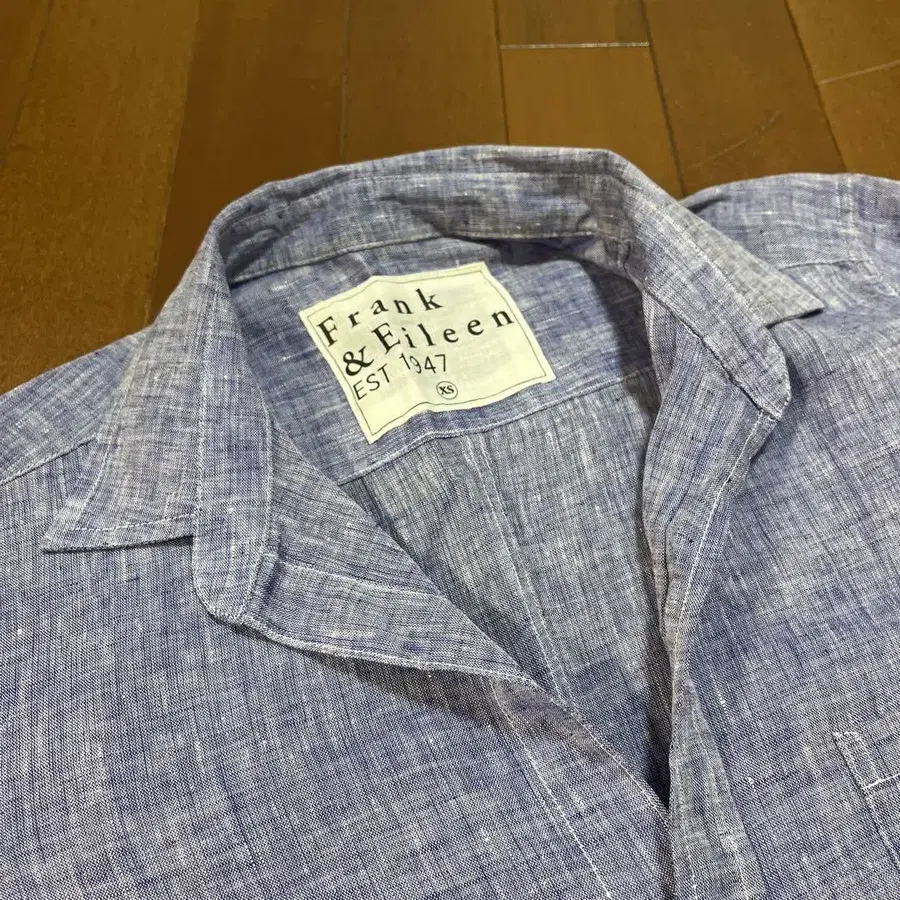 Frank
& Eileen
EST 1947
XS